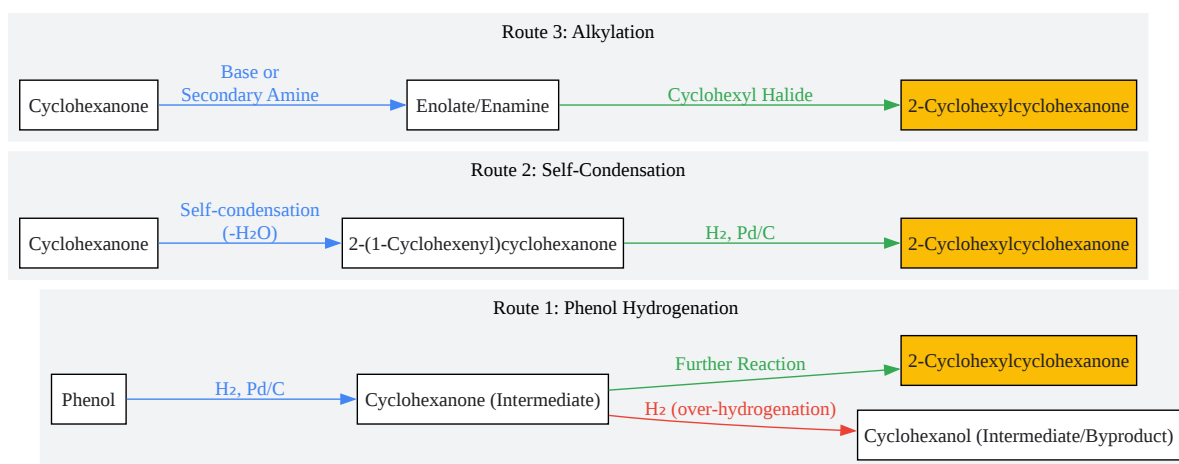 Route 3: Alkylation
Cyclohexanone
Base or
Secondary Amine
Enolate/Enamine
Cyclohexyl Halide
2-Cyclohexylcyclohexanone
Route 2: Self-Condensation
Cyclohexanone
Self-condensation
(-H₂O)
2-(1-Cyclohexenyl)cyclohexanone
H₂, Pd/C
2-Cyclohexylcyclohexanone
Route 1: Phenol Hydrogenation
Phenol
H₂, Pd/C
Cyclohexanone (Intermediate)
Further Reaction
2-Cyclohexylcyclohexanone
H₂ (over-hydrogenation)
Cyclohexanol (Intermediate/Byproduct)